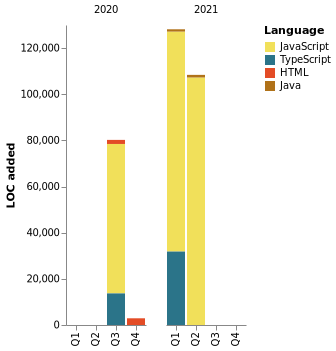 2020 2021
Language
JavaScript
TypeScript
HTML
Java
LOC added
120,000
100,000
80,000
60,000
40,000
20,000
0
Q1 Q2 Q3 Q4 Q1 Q2 Q3 Q4